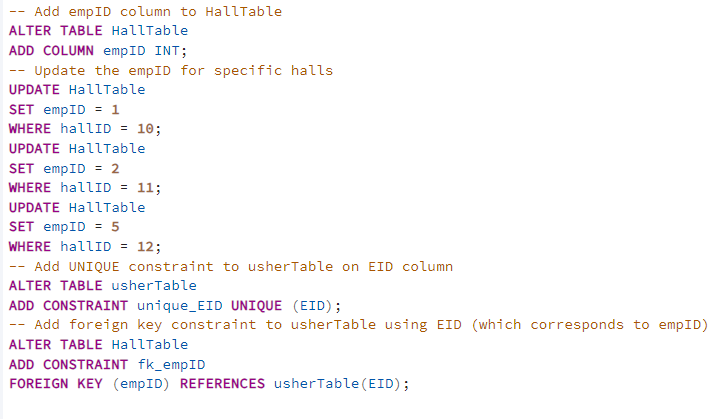 -- Add empID column to HallTable
ALTER TABLE HallTable
ADD COLUMN empID INT;
-- Update the empID for specific halls
UPDATE HallTable
SET empID = 1
WHERE hallID = 10;
UPDATE HallTable
SET empID = 2
WHERE hallID = 11;
UPDATE HallTable
SET empID = 5
WHERE hallID = 12;
-- Add UNIQUE constraint to usherTable on EID column
ALTER TABLE usherTable
ADD CONSTRAINT unique_EID UNIQUE (EID);
-- Add foreign key constraint to usherTable using EID (which corresponds to empID)
ALTER TABLE HallTable
ADD CONSTRAINT fk_empID
FOREIGN KEY (empID) REFERENCES usherTable(EID);